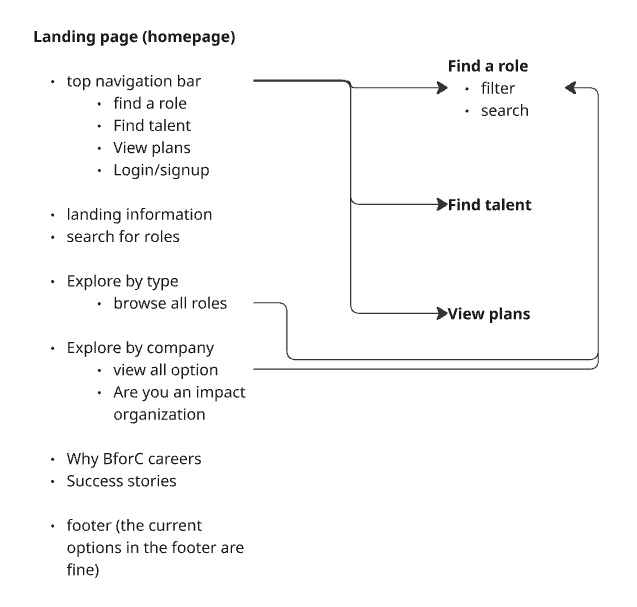 Landing page (homepage)
• top navigation bar
• find a role
• Find talent
• View plans
• Login/signup
• landing information
• search for roles
• Explore by type
• browse all roles
• Explore by company
• view all option
• Are you an impact
organization
• Why BforC careers
• Success stories
• footer (the current
options in the footer are
fine)
Find a role
• filter
• search
Find talent
View plans